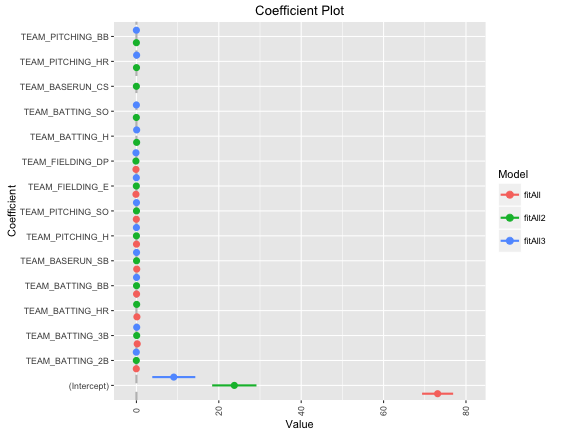 Coefficient Plot
TEAM_PITCHING_BB
TEAM_PITCHING_HR
TEAM_BASERUN_CS
TEAM_BATTING_SO
TEAM_BATTING_H
TEAM_FIELDING_DP
TEAM_FIELDING_E
TEAM_PITCHING_SO
TEAM_PITCHING_H
TEAM_BASERUN_SB
TEAM_BATTING_BB
TEAM_BATTING_HR
TEAM_BATTING_3B
TEAM_BATTING_2B
(Intercept)
Coefficient
0
20
40
60
80
Value
Model
fitAll
fitAll2
fitAll3